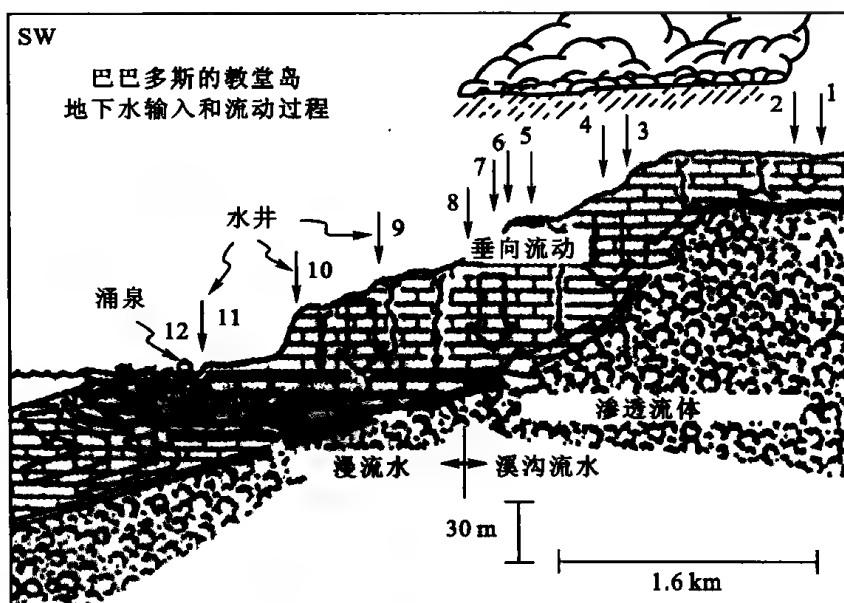 SW
巴巴多斯的教堂岛
地下水输入和流动过程
1
2
3
4
5
6
7
8
水井
9
垂向流动
10
涌泉
11
12
渗透流体
漫流水
溪沟流水
30 m
1.6 km